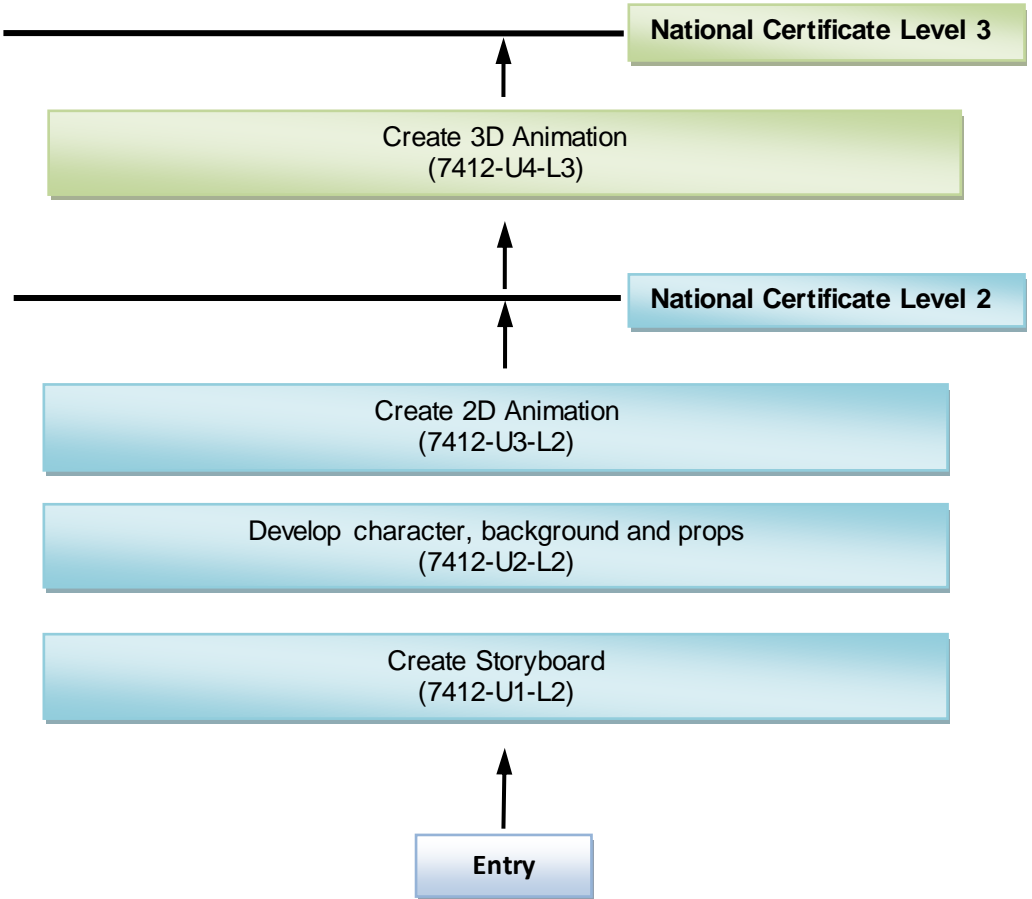 National Certificate Level 3
Create 3D Animation
(7412-U4-L3)
National Certificate Level 2
Create 2D Animation
(7412-U3-L2)
Develop character, background and props
(7412-U2-L2)
Create Storyboard
(7412-U1-L2)
Entry